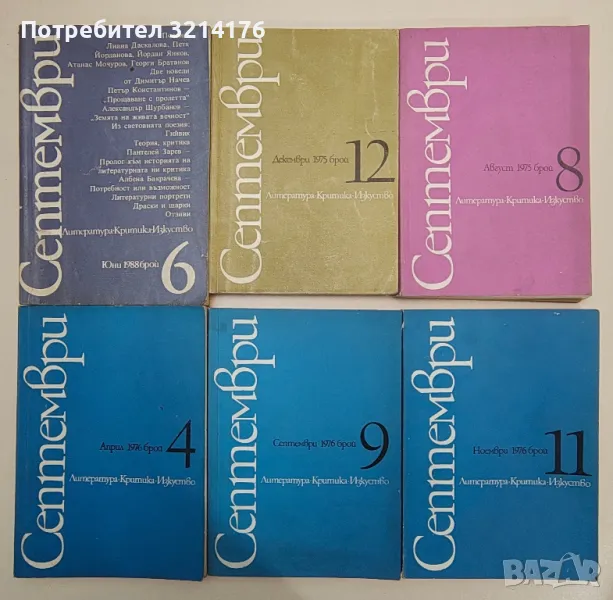 Потребител 3214176
Септември
Лиана Даскалова, Петя
Йорданова, Йордан Янков,
Атанас Мочуров, Георги Братанов
Две новели
от Димитър Начев
Петър Константинов –
„Прощаване с пролетта“
Александър Шурбанов –
„Земята на живата вечност“
Из световната поезия:
Теория, критика
Пантелей Зарев –
Пролог към историята на
литературната ни критика
Албена Бакрачева –
Потребност или възможност
Литературни портрети
Драски и шарки
Отзиви
Литература·Критика·Изкуство
Юни 1988 брой 6
Септември
Декември 1975 брой 12
Литература·Критика·Изкуство
Септември
Август 1975 брой 8
Литература·Критика·Изкуство
Септември
Април 1976 брой 4
Литература·Критика·Изкуство
Септември
Септември 1976 брой 9
Литература·Критика·Изкуство
Септември
Ноември 1976 брой 11
Литература·Критика·Изкуство
BAZAR